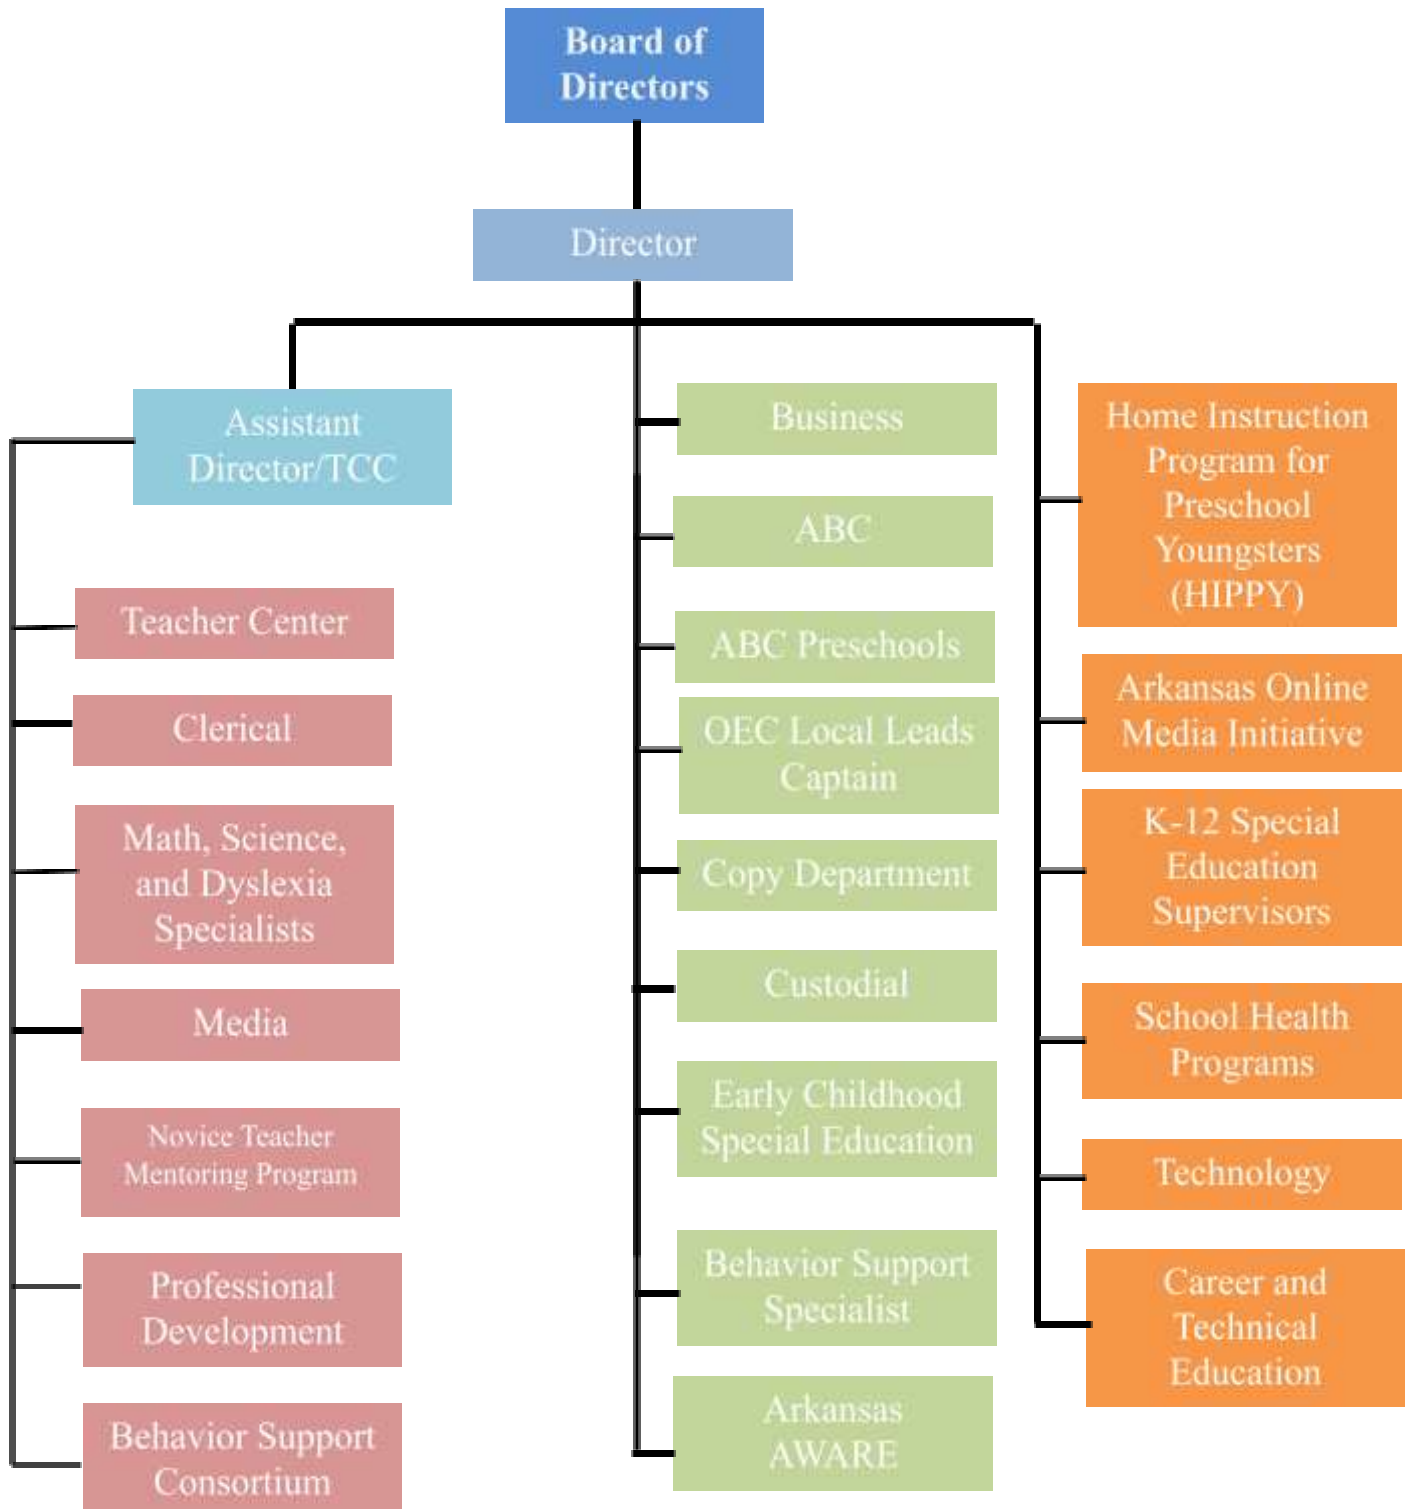 Board of
Directors
Director
Assistant
Director/TCC
Teacher Center
Clerical
Math, Science,
and Dyslexia
Specialists
Media
Novice Teacher
Mentoring Program
Professional
Development
Behavior Support
Consortium
Business
ABC
ABC Preschools
OEC Local Leads
Captain
Copy Department
Custodial
Early Childhood
Special Education
Behavior Support
Specialist
Arkansas
AWARE
Home Instruction
Program for
Preschool
Youngsters
(HIPPY)
Arkansas Online
Media Initiative
K-12 Special
Education
Supervisors
School Health
Programs
Technology
Career and
Technical
Education